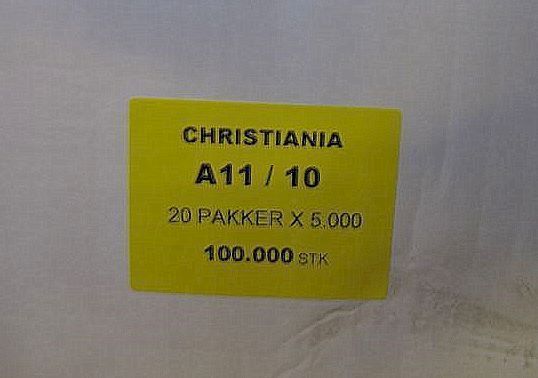 CHRISTIANIA
A11 / 10
20 PAKKER X 5.000
100.000 STK